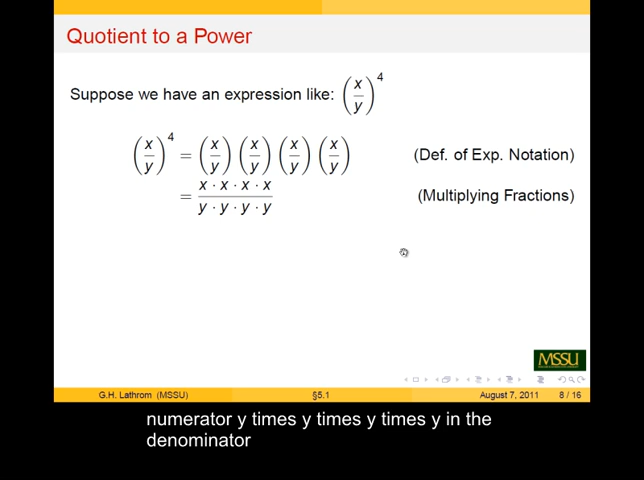 Quotient to a Power
Suppose we have an expression like: (x/y)^4
(x/y)^4 = (x/y) (x/y) (x/y) (x/y) (Def. of Exp. Notation)
= x · x · x · x / y · y · y · y (Multiplying Fractions)
MSSU
G.H. Lathrom (MSSU) §5.1 August 7, 2011 8 / 16
numerator y times y times y times y in the
denominator